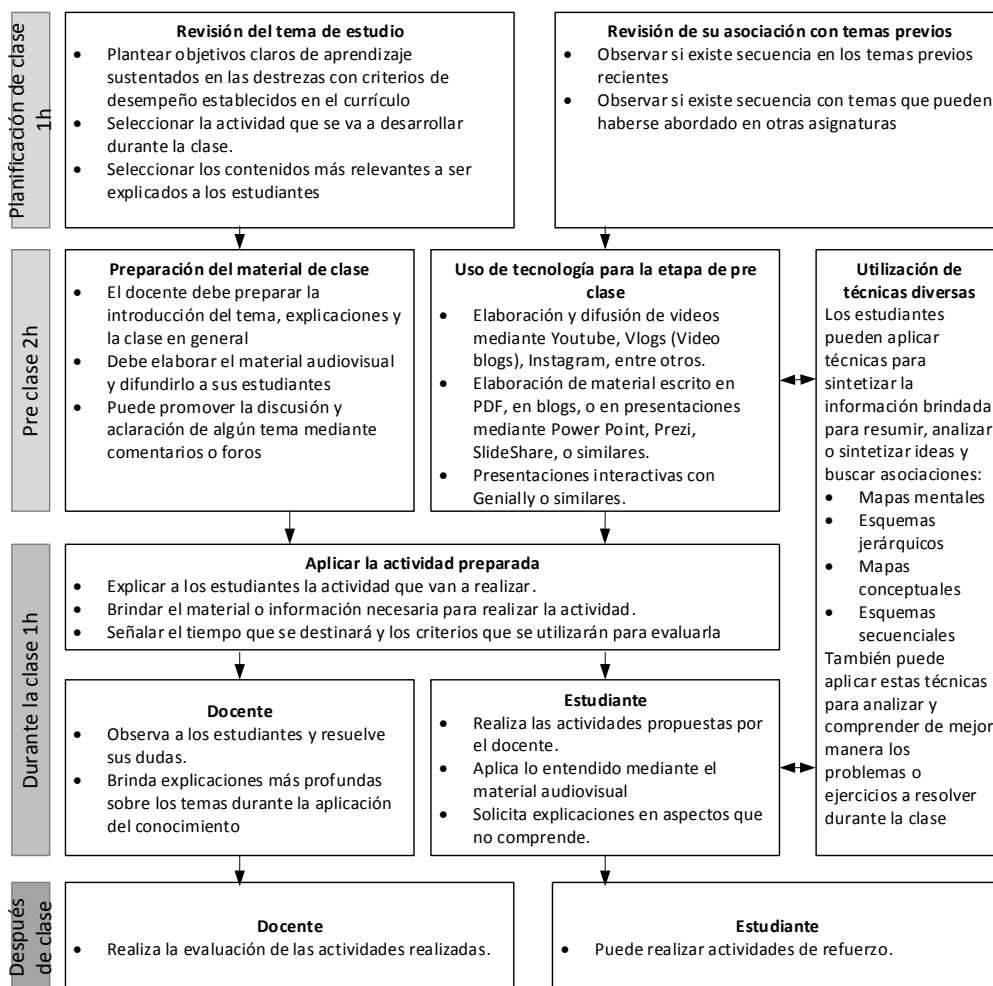 Planificación de clase
1h
Revisión del tema de estudio
• Plantear objetivos claros de aprendizaje
sustentados en las destrezas con criterios de
desempeño establecidos en el currículo
• Seleccionar la actividad que se va a desarrollar
durante la clase.
• Seleccionar los contenidos más relevantes a ser
explicados a los estudiantes
Revisión de su asociación con temas previos
• Observar si existe secuencia en los temas previos
recientes
• Observar si existe secuencia con temas que pueden
haberse abordado en otras asignaturas
Pre clase 2h
Preparación del material de clase
• El docente debe preparar la
introducción del tema, explicaciones y
la clase en general
• Debe elaborar el material audiovisual
y difundirlo a sus estudiantes
• Puede promover la discusión y
aclaración de algún tema mediante
comentarios o foros
Uso de tecnología para la etapa de pre
clase
• Elaboración y difusión de videos
mediante Youtube, Vlogs (Video
blogs), Instagram, entre otros.
• Elaboración de material escrito en
PDF, en blogs, o en presentaciones
mediante Power Point, Prezi,
SlideShare, o similares.
• Presentaciones interactivas con
Genially o similares.
Utilización de
técnicas diversas
Los estudiantes
pueden aplicar
técnicas para
sintetizar la
información brindada
para resumir, analizar
o sintetizar ideas y
buscar asociaciones:
• Mapas mentales
• Esquemas
jerárquicos
• Mapas
conceptuales
• Esquemas
secuenciales
También puede
aplicar estas técnicas
para analizar y
comprender de mejor
manera los
problemas o
ejercicios a resolver
durante la clase
Durante la clase 1h
Aplicar la actividad preparada
• Explicar a los estudiantes la actividad que van a realizar.
• Brindar el material o información necesaria para realizar la actividad.
• Señalar el tiempo que se destinará y los criterios que se utilizarán para evaluarla
Docente
• Observa a los estudiantes y resuelve
sus dudas.
• Brinda explicaciones más profundas
sobre los temas durante la aplicación
del conocimiento
Estudiante
• Realiza las actividades propuestas por
el docente.
• Aplica lo entendido mediante el
material audiovisual
• Solicita explicaciones en aspectos que
no comprende.
Después
de clase
Docente
• Realiza la evaluación de las actividades realizadas.
Estudiante
• Puede realizar actividades de refuerzo.